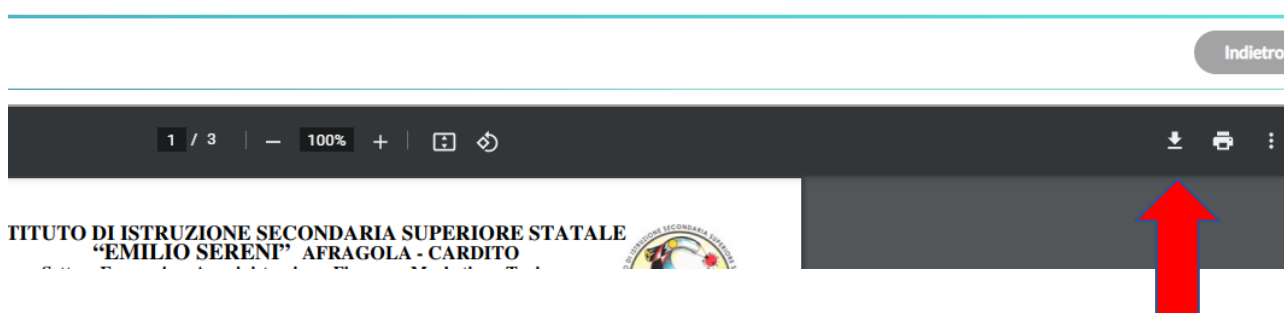 Indietro
1 / 3 100%
TITUTO DI ISTRUZIONE SECONDARIA SUPERIORE STATALE
“EMILIO SERENI” AFRAGOLA - CARDITO